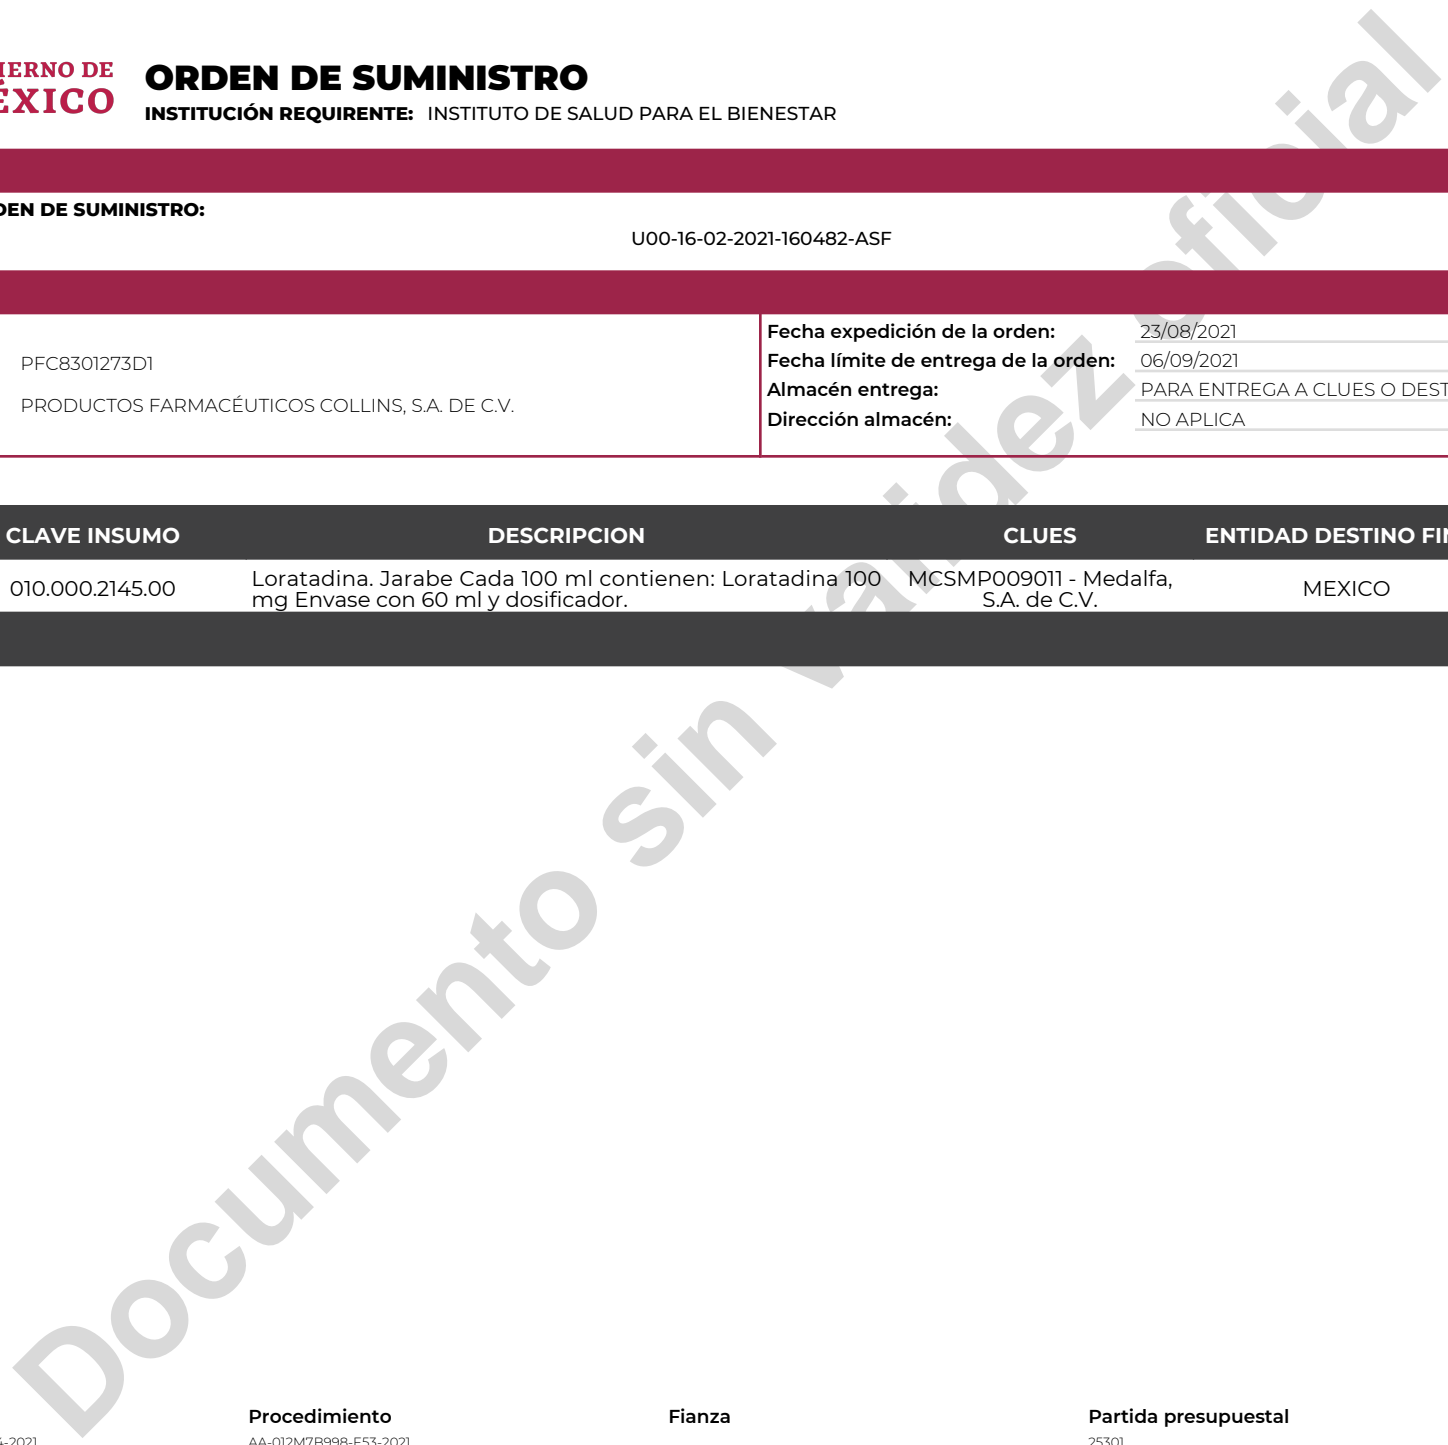 IERNO DE
ÉXICO
ORDEN DE SUMINISTRO
INSTITUCIÓN REQUIRENTE: INSTITUTO DE SALUD PARA EL BIENESTAR
DEN DE SUMINISTRO:
U00-16-02-2021-160482-ASF
PFC8301273D1
PRODUCTOS FARMACÉUTICOS COLLINS, S.A. DE C.V.
Fecha expedición de la orden: 23/08/2021
Fecha límite de entrega de la orden: 06/09/2021
Almacén entrega: PARA ENTREGA A CLUES O DEST
Dirección almacén: NO APLICA
CLAVE INSUMO DESCRIPCION CLUES ENTIDAD DESTINO FIN
010.000.2145.00
Loratadina. Jarabe Cada 100 ml contienen: Loratadina 100
mg Envase con 60 ml y dosificador.
MCSMP009011 - Medalfa,
S.A. de C.V.
MEXICO
Documento sin validez oficial
Procedimiento Fianza Partida presupuestal
4-2021 AA-012M7B998-E53-2021 25301